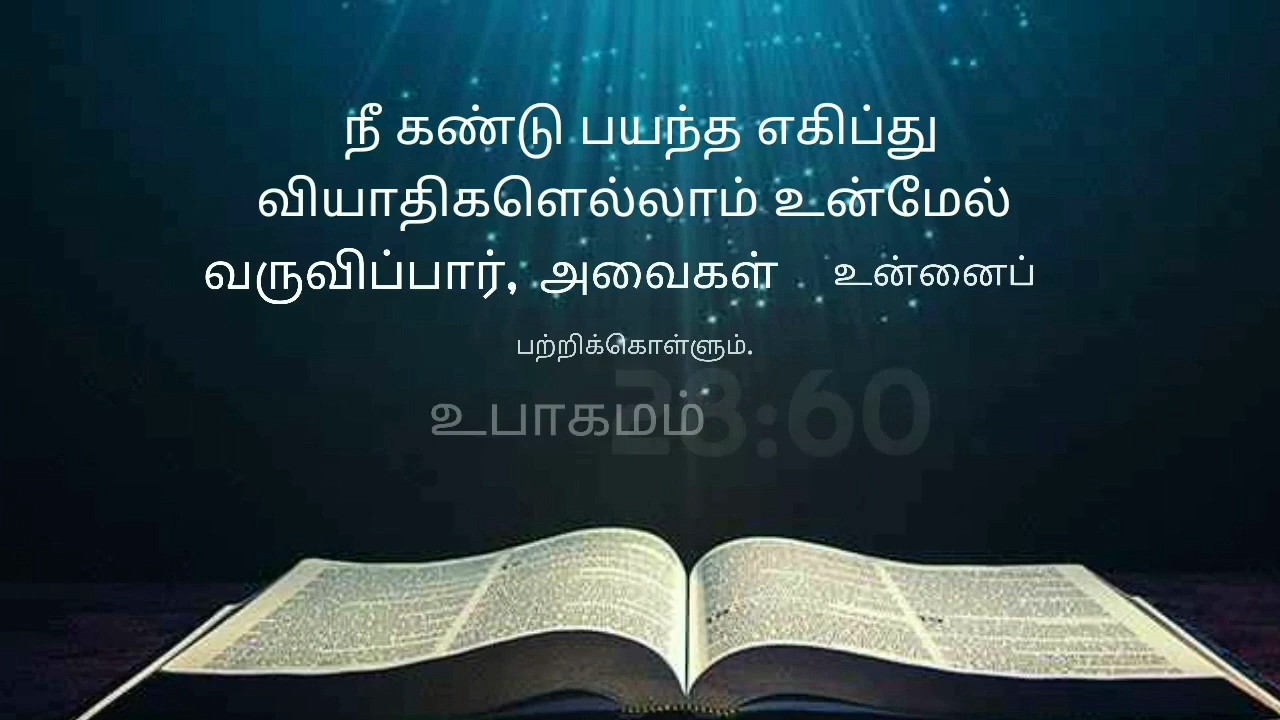 நீ கண்டு பயந்த எகிப்து
வியாதிகளெல்லாம் உன்மேல்
வருவிப்பார், அவைகள் உன்னைப்
பற்றிக்கொள்ளும்.
உபாகமம் 28:60